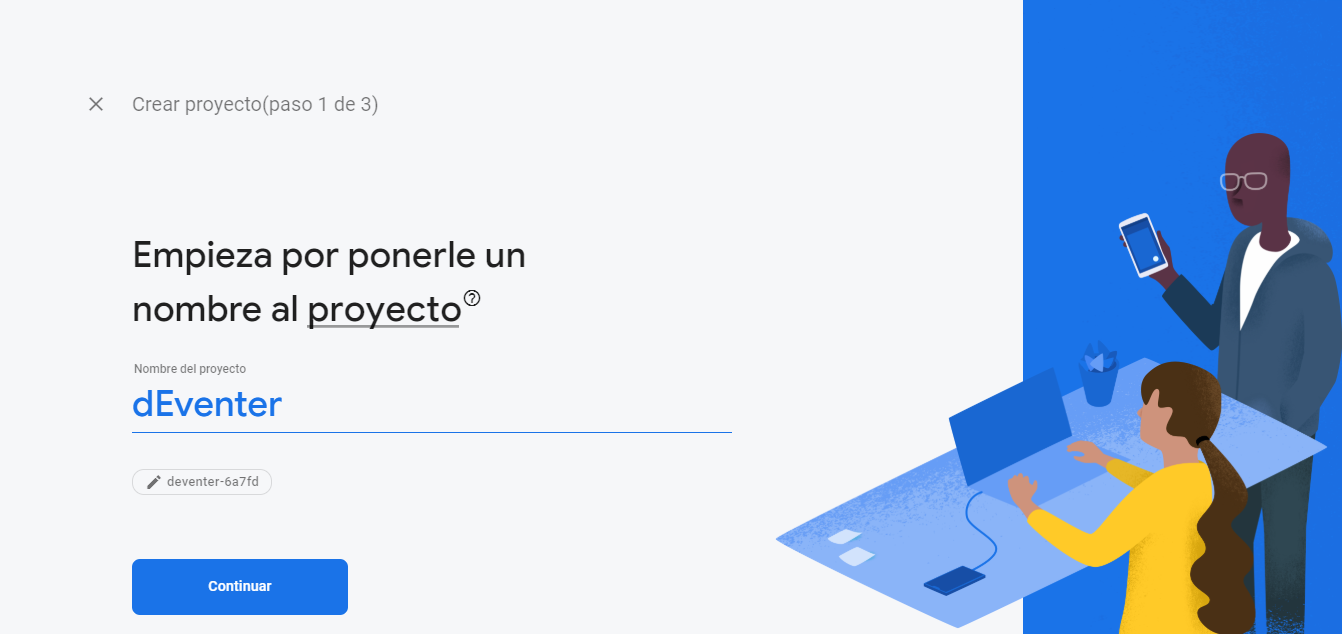 Crear proyecto(paso 1 de 3)
Empieza por ponerle un
nombre al proyecto
Nombre del proyecto
dEventer
deventer-6a7fd
Continuar